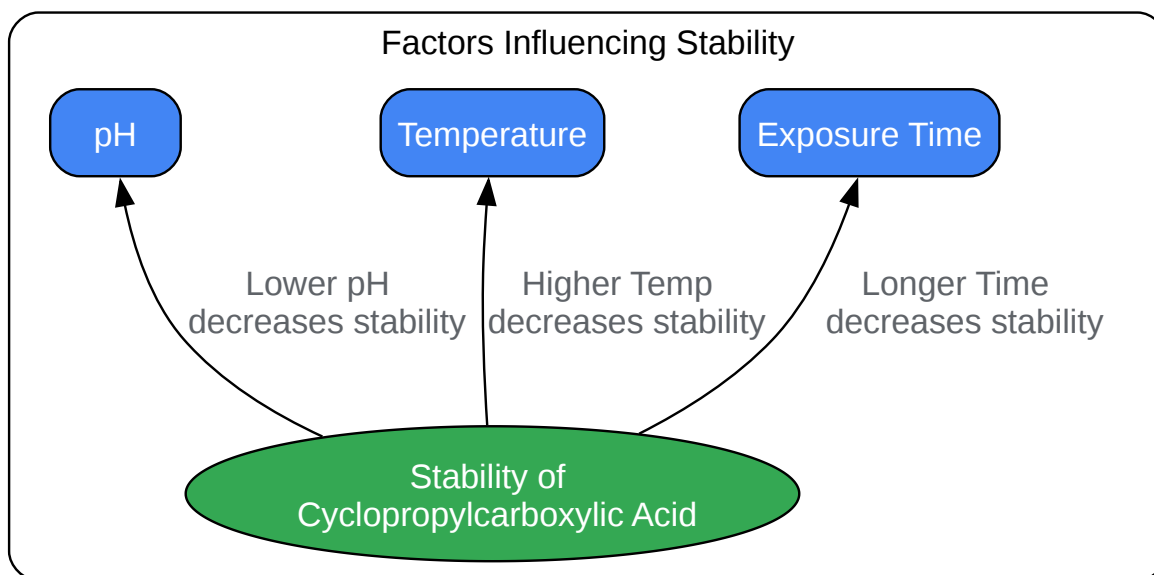 Factors Influencing Stability
pH
Temperature
Exposure Time
Lower pH
decreases stability
Higher Temp
decreases stability
Longer Time
decreases stability
Stability of
Cyclopropylcarboxylic Acid